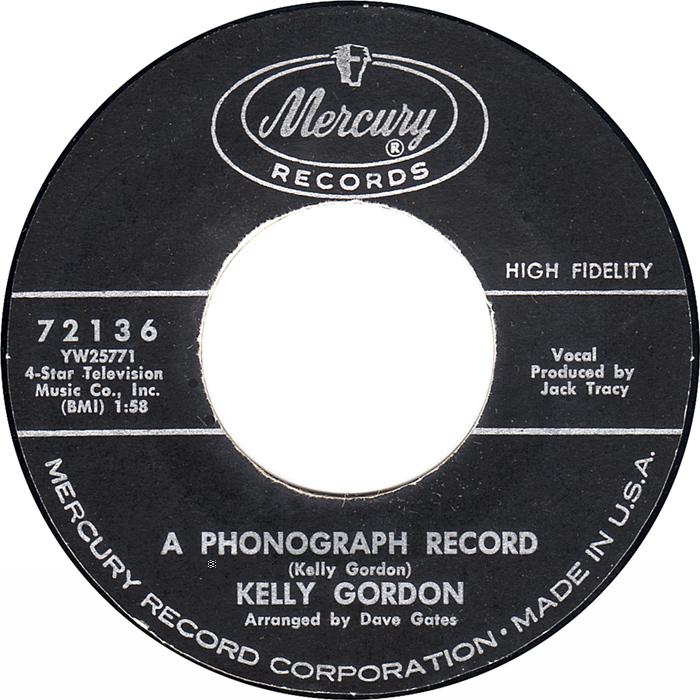 Mercury
®
RECORDS
HIGH FIDELITY
72136
YW25771
4-Star Television
Music Co., Inc.
(BMI) 1:58
Vocal
Produced by
Jack Tracy
A PHONOGRAPH RECORD
(Kelly Gordon)
KELLY GORDON
Arranged by Dave Gates
MERCURY RECORD CORPORATION • MADE IN U.S.A.